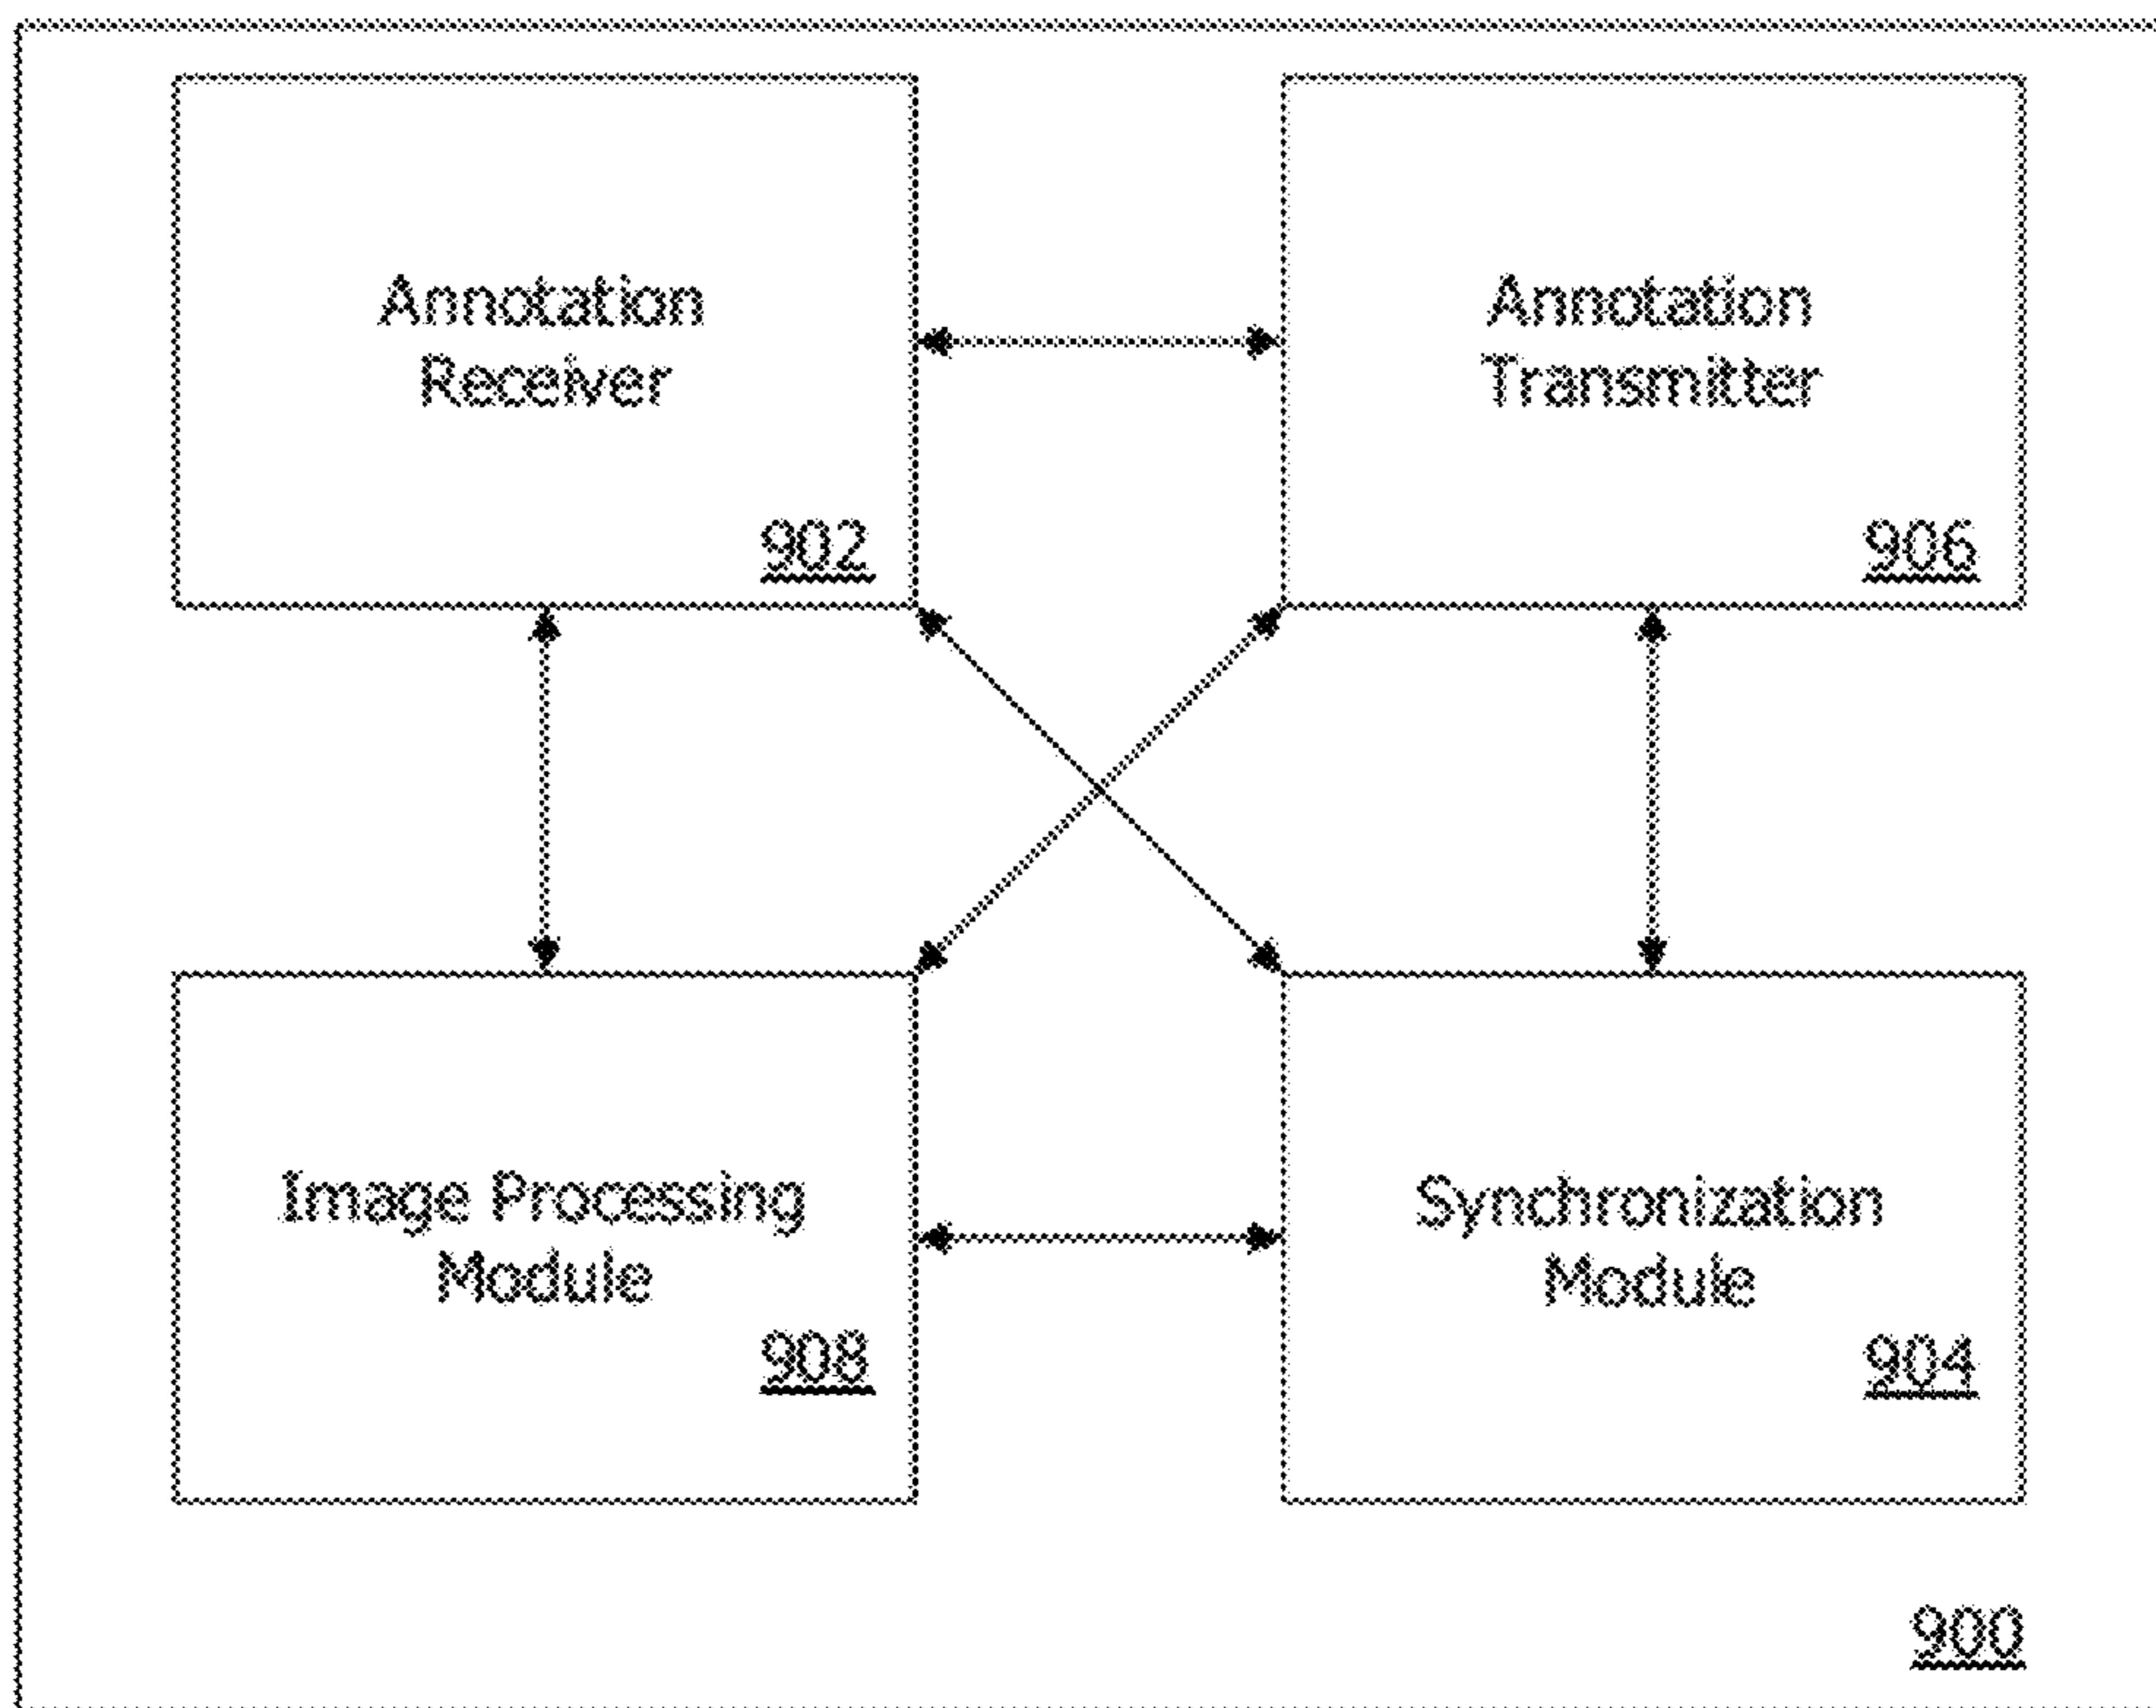 Annotation
Receiver
902
Annotation
Transmitter
906
Image Processing
Module
908
Synchronization
Module
904
900